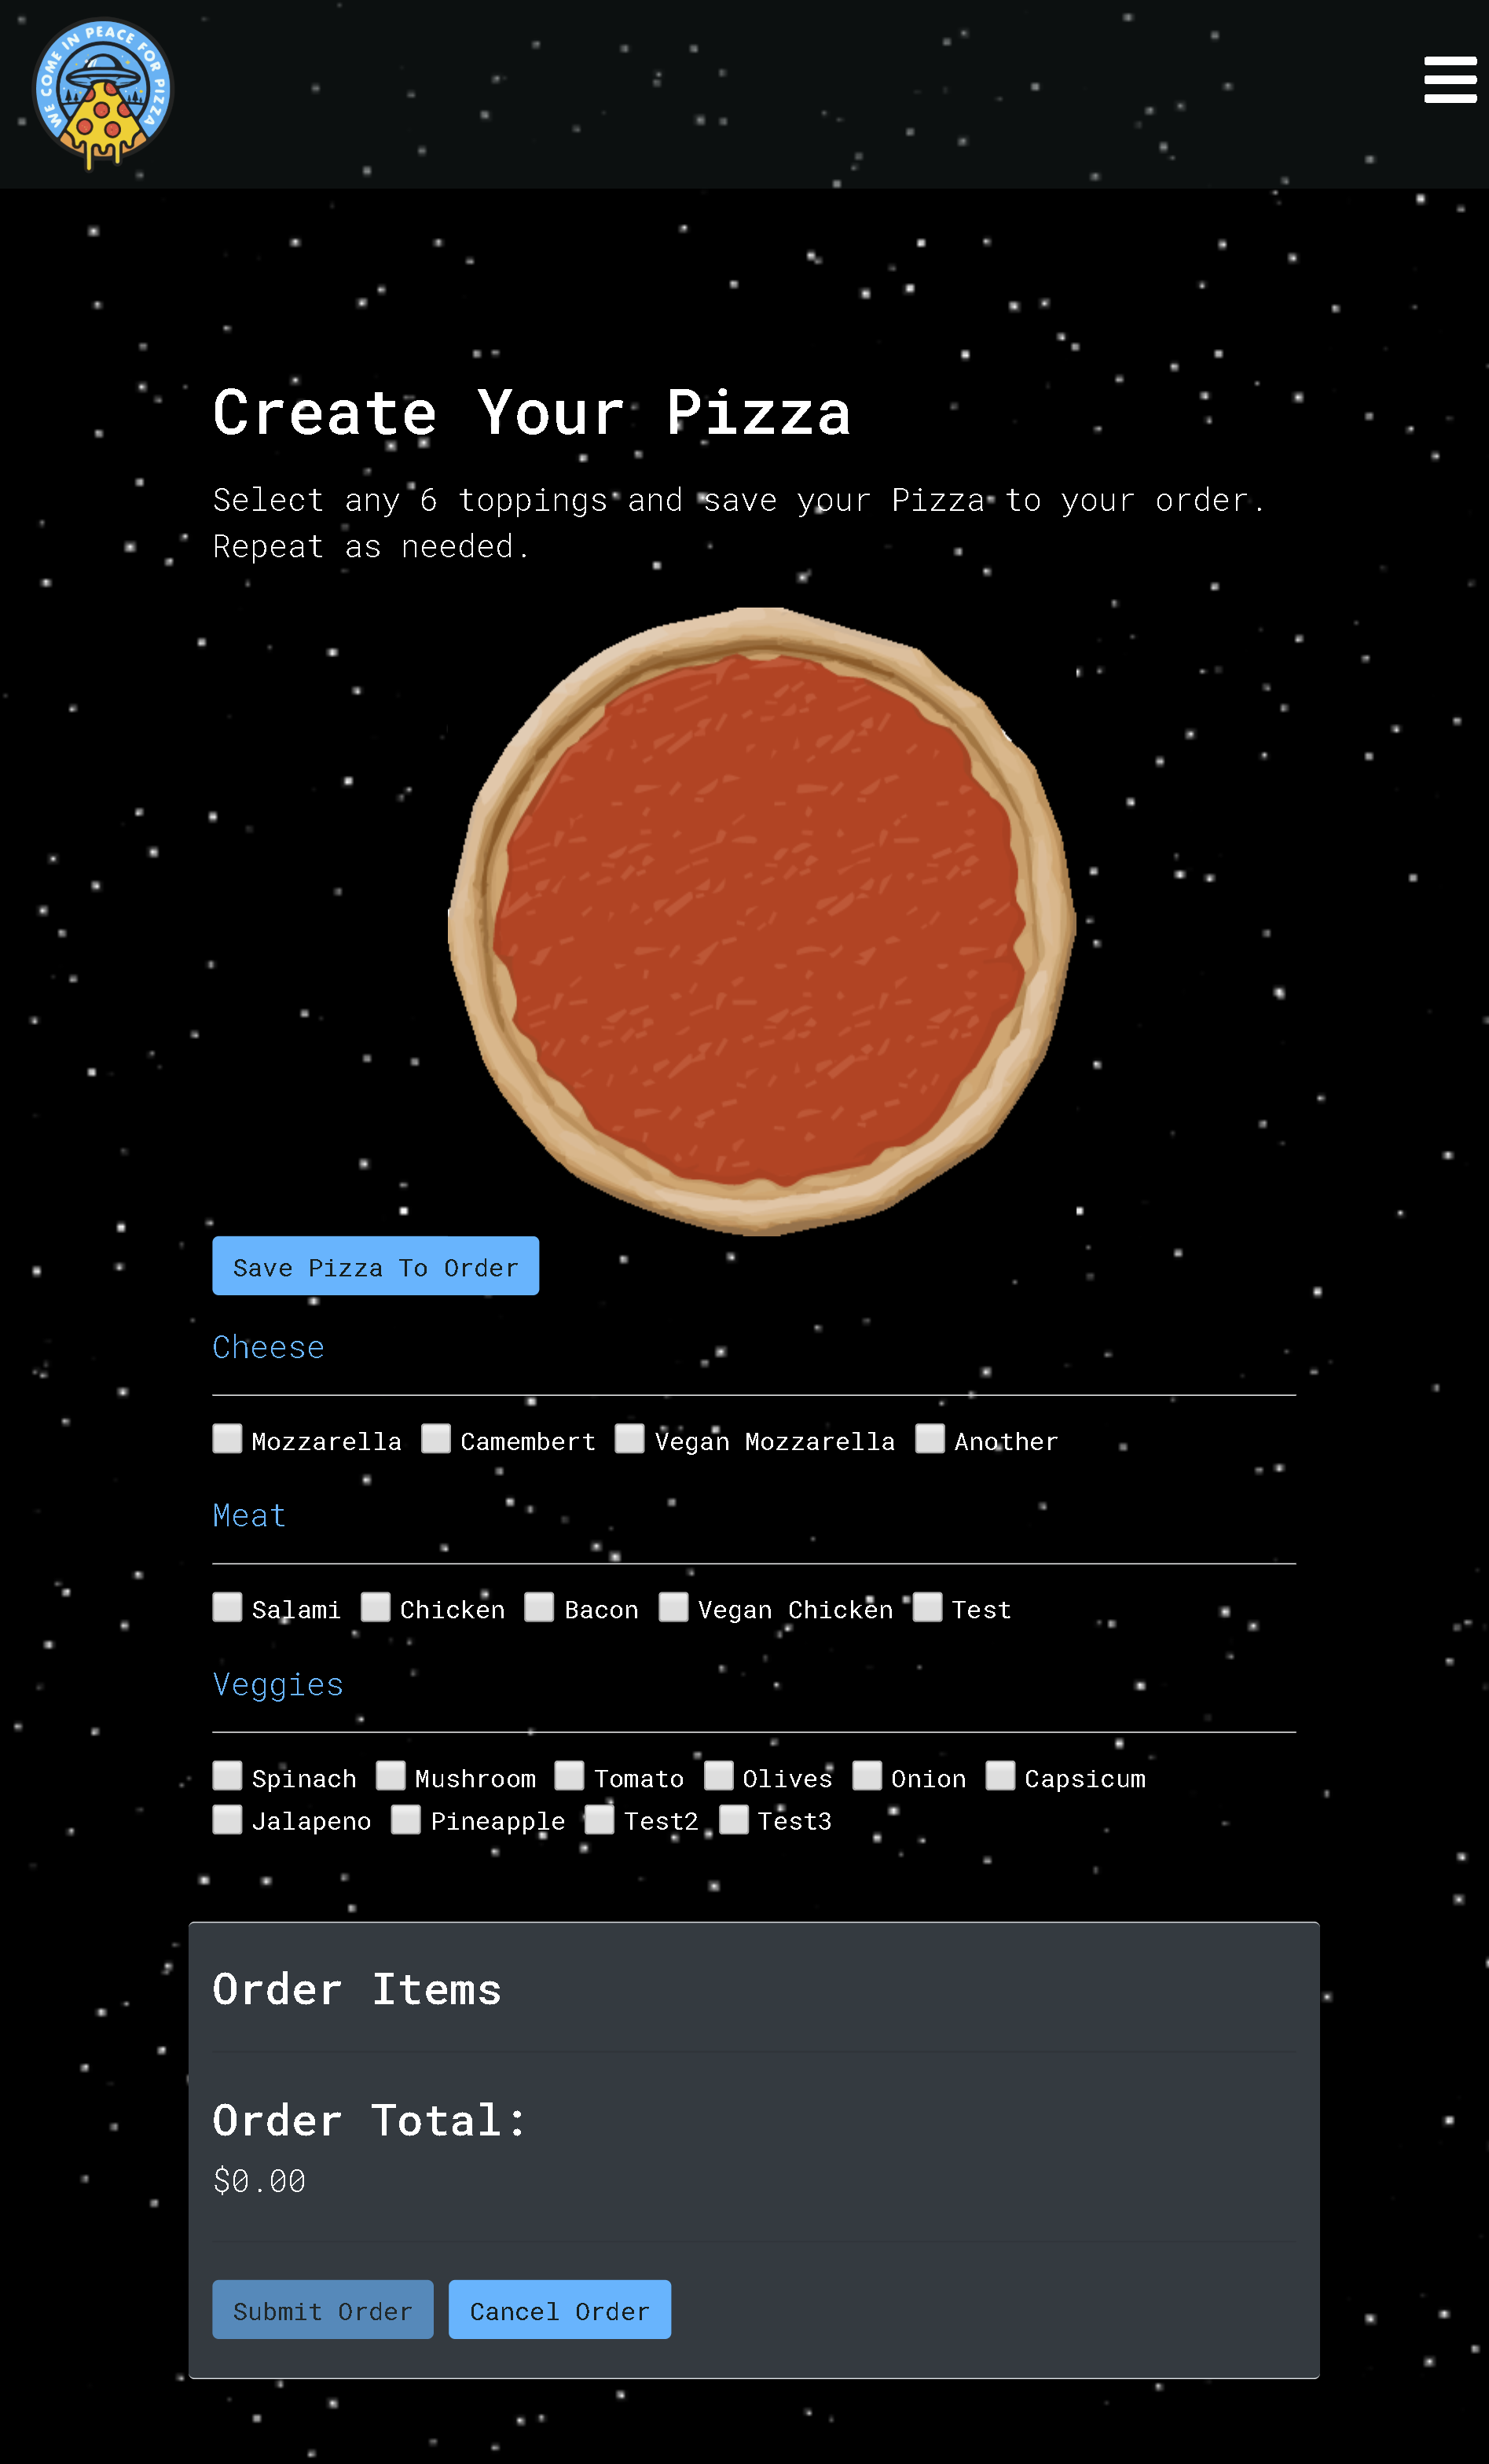 WE COME IN PEACE FOR PIZZA
Create Your Pizza
Select any 6 toppings and save your Pizza to your order.
Repeat as needed.
Save Pizza To Order
Cheese
Mozzarella Camembert Vegan Mozzarella Another
Meat
Salami Chicken Bacon Vegan Chicken Test
Veggies
Spinach Mushroom Tomato Olives Onion Capsicum
Jalapeno Pineapple Test2 Test3
Order Items
Order Total:
$0.00
Submit Order Cancel Order